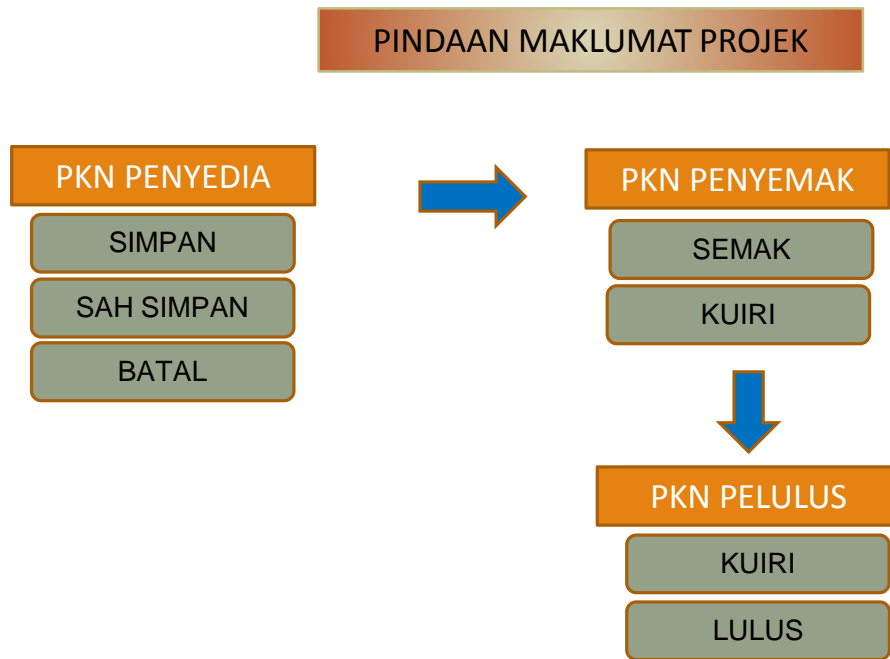 PINDAAN MAKLUMAT PROJEK
PKN PENYEDIA
SIMPAN
SAH SIMPAN
BATAL
PKN PENYEMAK
SEMAK
KUIRI
PKN PELULUS
KUIRI
LULUS